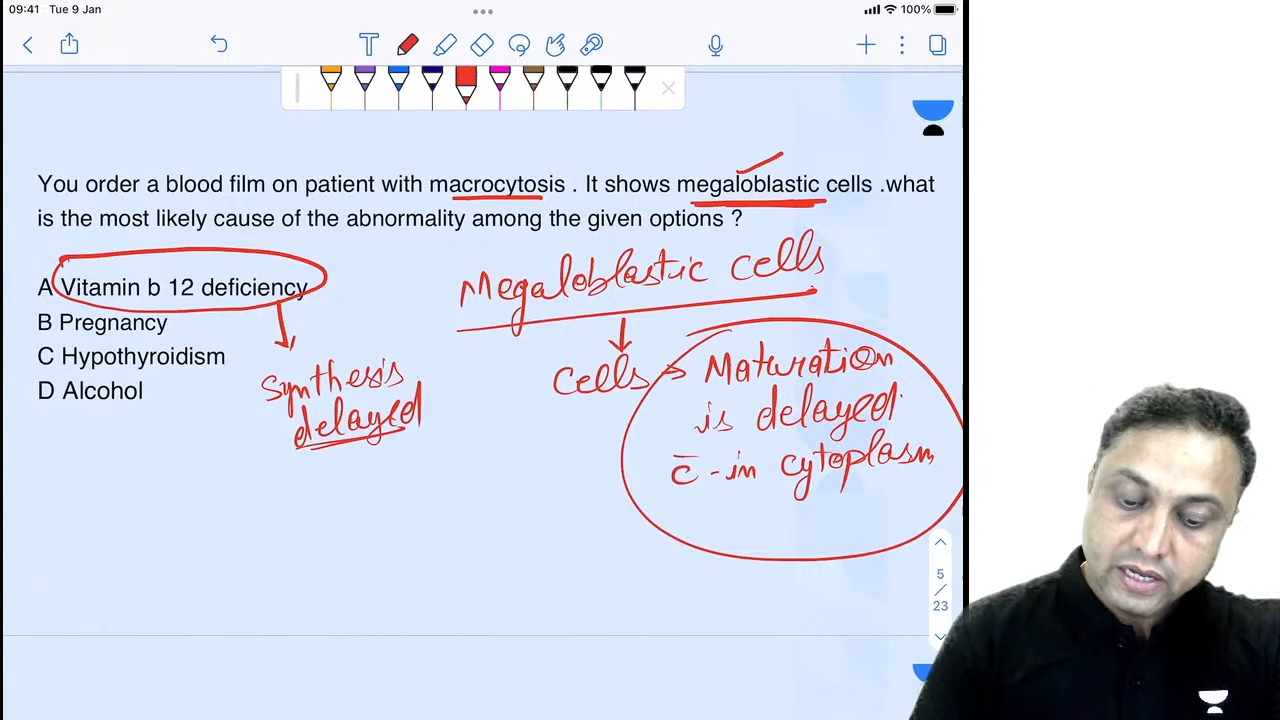 09:41 Tue 9 Jan
100%
You order a blood film on patient with macrocytosis . It shows megaloblastic cells .what
is the most likely cause of the abnormality among the given options ?
A Vitamin b 12 deficiency
B Pregnancy
C Hypothyroidism
D Alcohol
Synthesis
delayed
Megaloblastic cells
Cells → Maturation
is delayed
c̄ - in cytoplasm
5
/
23